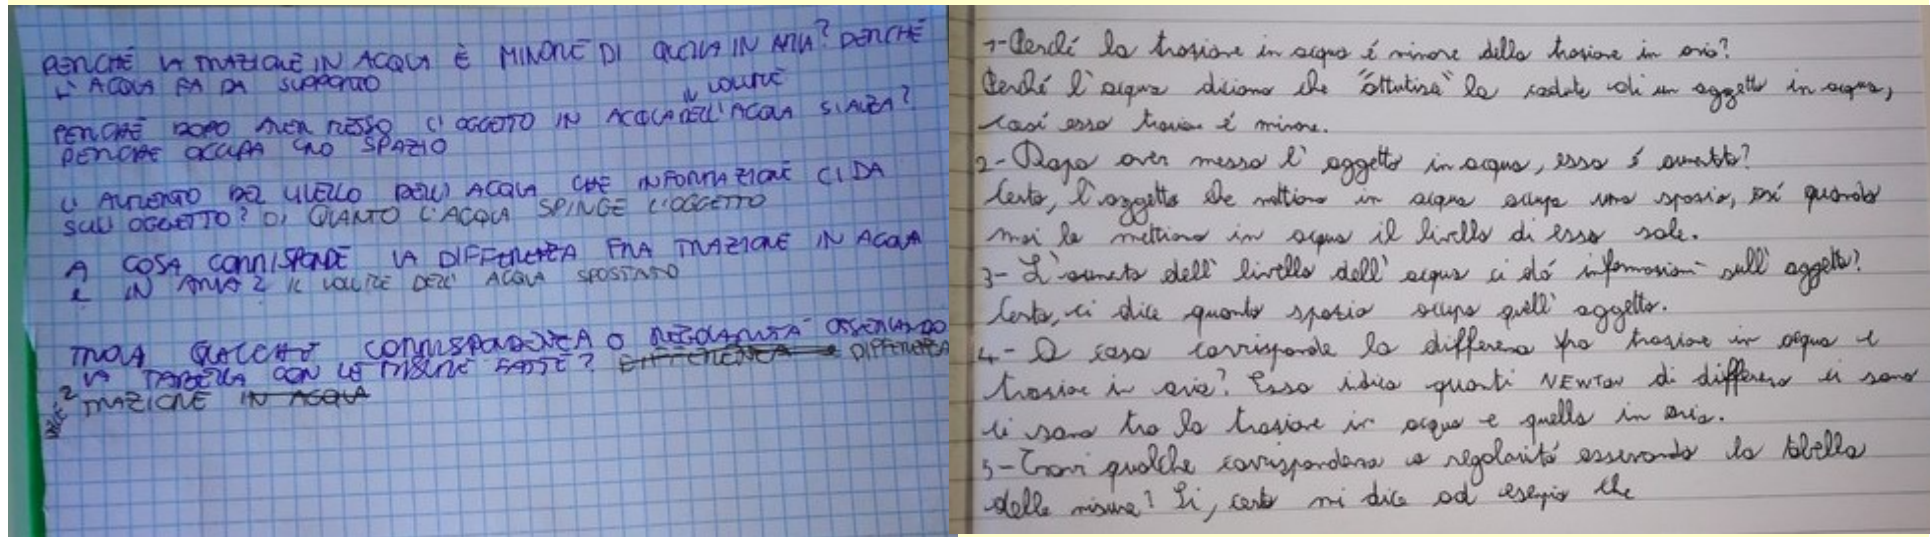 PERCHÉ LA TRAZIONE IN ACQUA È MINORE DI QUELLA IN ARIA? PERCHÉ
L'ACQUA FA DA SUPPORTO
IL VOLUME
PERCHÉ DOPO AVER MESSO L'OGGETTO IN ACQUA DELL'ACQUA SI ALZA?
PERCHÉ OCCUPA UNO SPAZIO
L'AUMENTO DEL LIVELLO DELL'ACQUA CHE INFORMAZIONE CI DA
SULL'OGGETTO? DI QUANTO L'ACQUA SPINGE L'OGGETTO
A COSA CORRISPONDE LA DIFFERENZA FRA TRAZIONE IN ACQUA
E IN ARIA? IL VOLUME DELL'ACQUA SPOSTATO
TROVA QUALCHE CORRISPONDENZA O REGOLARITÀ OSSERVANDO
LA TABELLA CON LE MISURE FATTE? DIFFERENZA
TRAZIONE IN ACQUA
1-Perché la trazione in acqua é minore della trazione in aria?
Perché l'acqua diciamo che "attutisce" la caduta di un oggetto in acqua,
così essa trazione é minore.
2-Dopo aver messo l'oggetto in acqua, essa é aumentata?
Certo, l'oggetto che mettiamo in acqua occupa uno spazio, così quando
noi lo mettiamo in acqua il livello di essa sale.
3-L'aumento dell'livello dell'acqua ci dá informazioni sull'oggetto?
Certo, ci dice quanto spazio occupa quell'oggetto.
4-A cosa corrisponde la differenza fra trazione in acqua e
trazione in aria? Essa indica quanti NEWTON di differenza ci sono
ci sono tra la trazione in acqua e quella in aria.
5-Trovi qualche corrispondenza o regolaritá osservando la tabella
delle misure? Si, certo mi dice ad esempio che